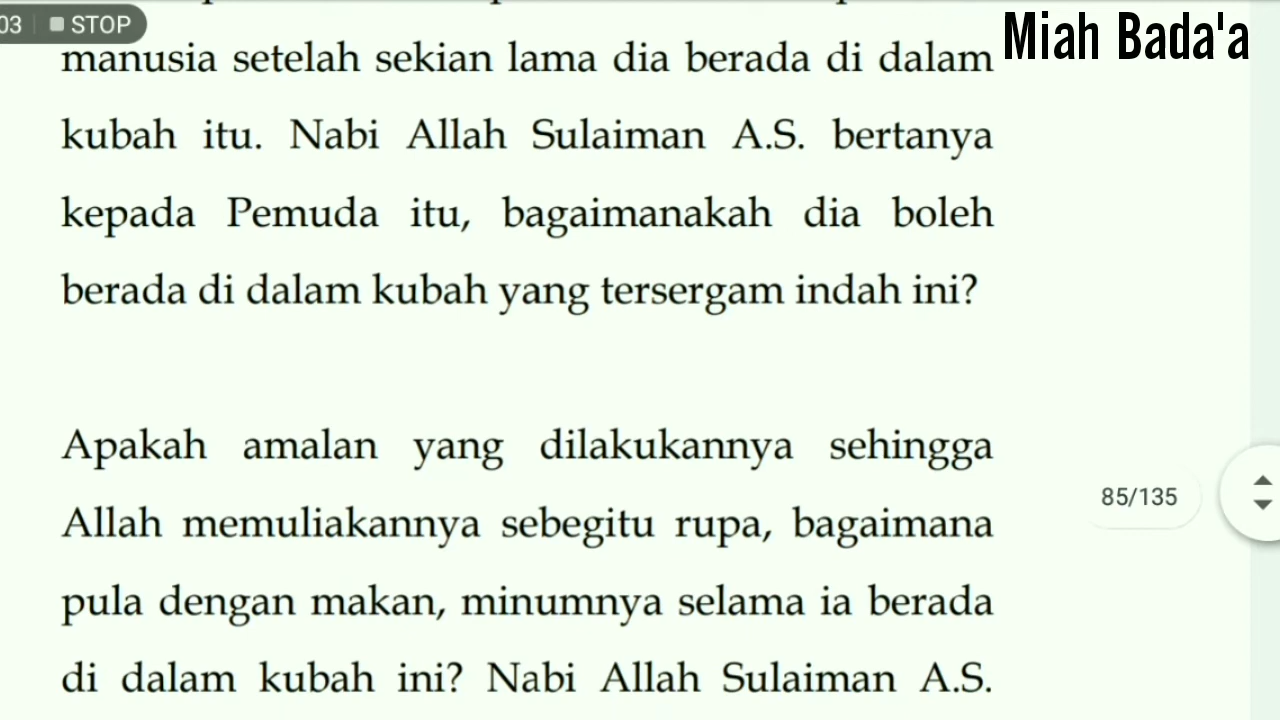 03 STOP
Miah Bada'a
manusia setelah sekian lama dia berada di dalam
kubah itu. Nabi Allah Sulaiman A.S. bertanya
kepada Pemuda itu, bagaimanakah dia boleh
berada di dalam kubah yang tersergam indah ini?
Apakah amalan yang dilakukannya sehingga
Allah memuliakannya sebegitu rupa, bagaimana
85/135
pula dengan makan, minumnya selama ia berada
di dalam kubah ini? Nabi Allah Sulaiman A.S.